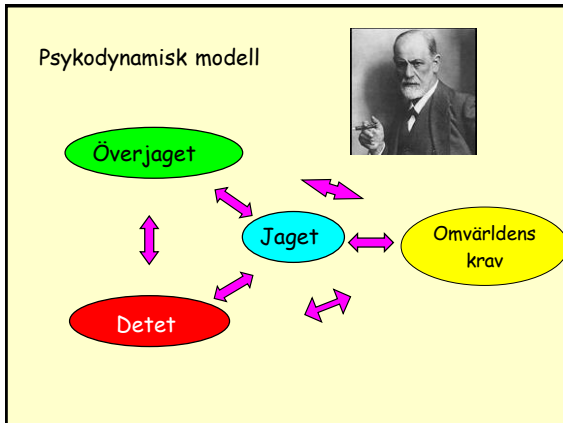 Psykodynamisk modell
Överjaget
Jaget
Omvärldens
krav
Detet